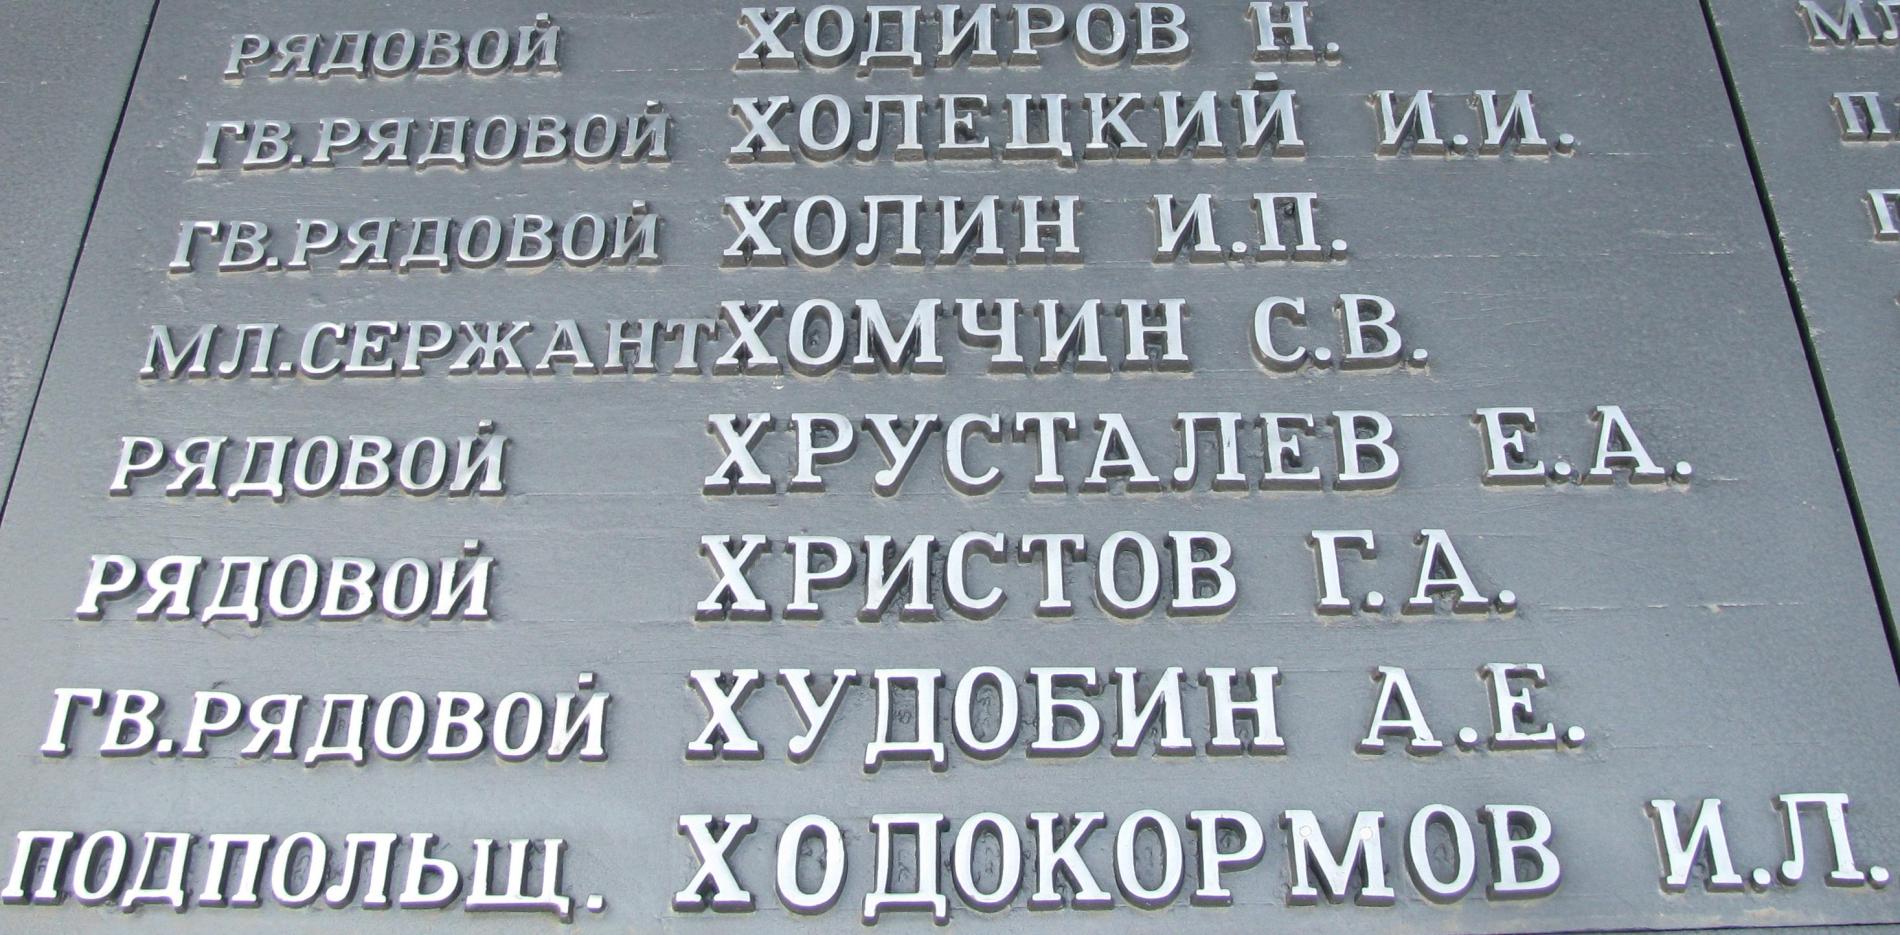 РЯДОВОЙ ХОДИРОВ Н.
ГВ.РЯДОВОЙ ХОЛЕЦКИЙ И.И.
ГВ.РЯДОВОЙ ХОЛИН И.П.
МЛ.СЕРЖАНТ ХОМЧИН С.В.
РЯДОВОЙ ХРУСТАЛЕВ Е.А.
РЯДОВОЙ ХРИСТОВ Г.А.
ГВ.РЯДОВОЙ ХУДОБИН А.Е.
ПОДПОЛЬЩ. ХОДОКОРМОВ И.Л.